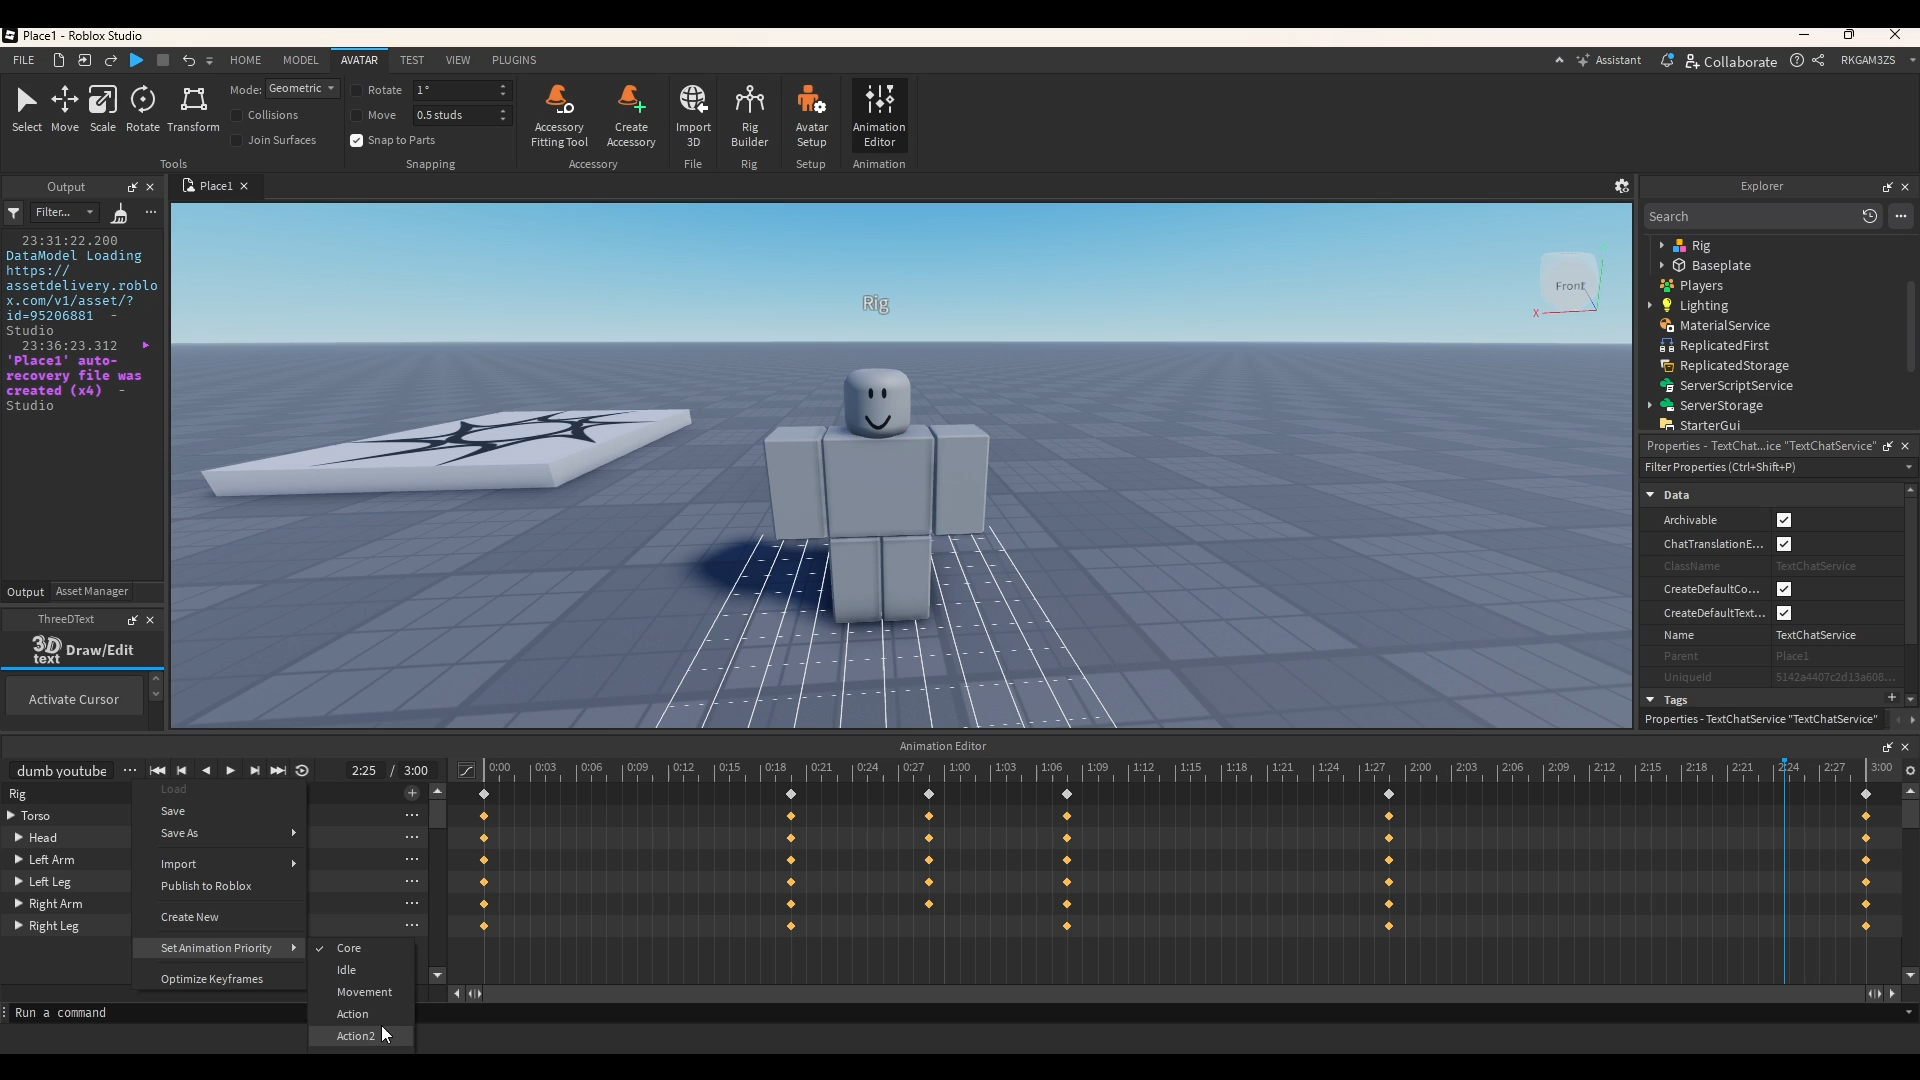 Place1 - Roblox Studio
FILE HOME MODEL AVATAR TEST VIEW PLUGINS Assistant Collaborate RKGAM3ZS
Select Move Scale Rotate Transform
Mode: Geometric
Collisions
Join Surfaces
Tools
Rotate 1°
Move 0.5 studs
Snap to Parts
Snapping
Accessory
Fitting Tool
Create
Accessory
Accessory
Import
3D
File
Rig
Builder
Rig
Avatar
Setup
Setup
Animation
Editor
Animation
Output
Filter...
23:31:22.200
DataModel Loading
https://
assetdelivery.roblo
x.com/v1/asset/?
id=95206881 -
Studio
23:36:23.312
'Place1' auto-
recovery file was
created (x4) -
Studio
Output Asset Manager
ThreeDText
3D
text Draw/Edit
Activate Cursor
Place1
Rig
Front
X
Explorer
Search
Rig
Baseplate
Players
Lighting
MaterialService
ReplicatedFirst
ReplicatedStorage
ServerScriptService
ServerStorage
StarterGui
Properties - TextChat...ice "TextChatService"
Filter Properties (Ctrl+Shift+P)
Data
Archivable
ChatTranslationE...
ClassName TextChatService
CreateDefaultCo...
CreateDefaultText...
Name TextChatService
Parent Place1
UniqueId 5142a4407c2d13a608...
Tags
Properties - TextChatService "TextChatService"
Animation Editor
dumb youtube 2:25 / 3:00
0:00 0:03 0:06 0:09 0:12 0:15 0:18 0:21 0:24 0:27 1:00 1:03 1:06 1:09 1:12 1:15 1:18 1:21 1:24 1:27 2:00 2:03 2:06 2:09 2:12 2:15 2:18 2:21 2:24 2:27 3:00
Rig
Torso
Head
Left Arm
Left Leg
Right Arm
Right Leg
Load
Save
Save As
Import
Publish to Roblox
Create New
Set Animation Priority
Optimize Keyframes
Core
Idle
Movement
Action
Action2
Run a command